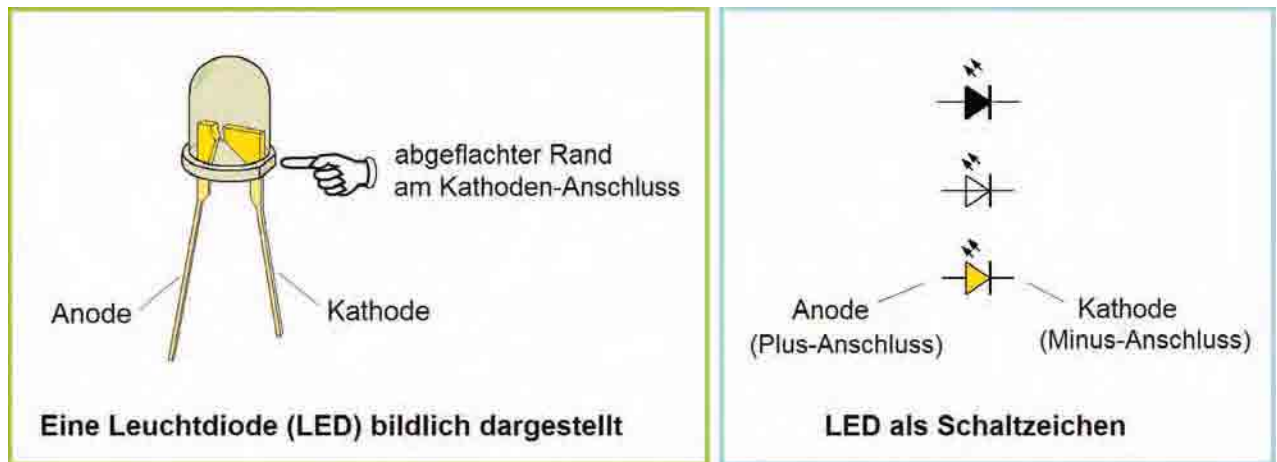 abgeflachter Rand
am Kathoden-Anschluss
Anode
Kathode
Eine Leuchtdiode (LED) bildlich dargestellt
Anode
(Plus-Anschluss)
Kathode
(Minus-Anschluss)
LED als Schaltzeichen